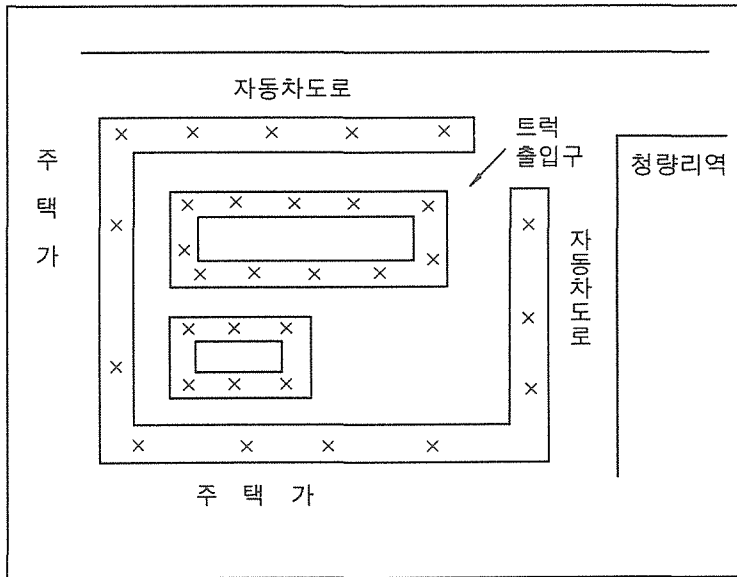 자동차도로
트럭
출입구
청량리역
주택가
자동차도로
주 택 가